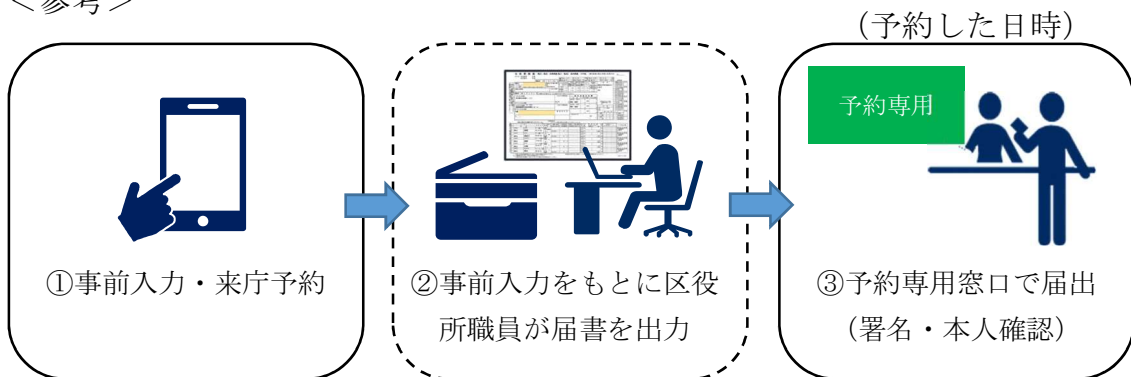 ＜参考＞
（予約した日時）
予約専用
①事前入力・来庁予約
②事前入力をもとに区役
所職員が届書を出力
③予約専用窓口で届出
（署名・本人確認）